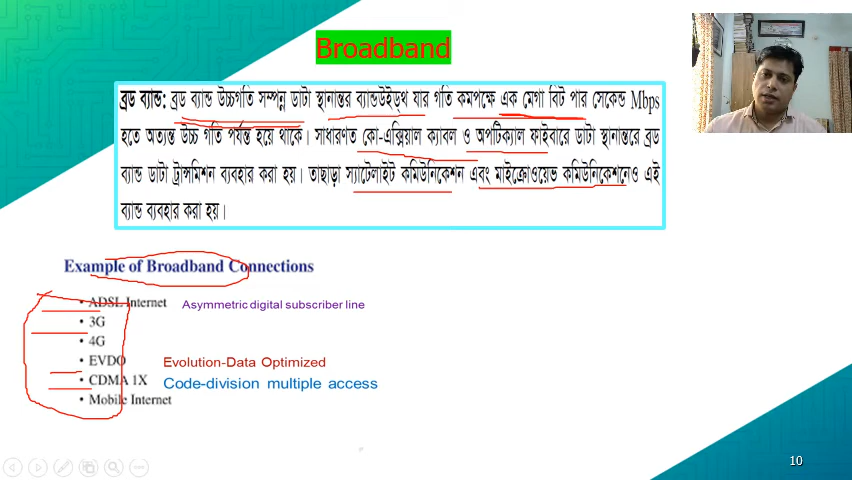 Broadband
ব্রড ব্যান্ড: ব্রড ব্যান্ড উচ্চগতি সম্পন্ন ডাটা স্থানান্তর ব্যান্ডউইড্থ যার গতি কমপক্ষে এক মেগা বিট পার সেকেন্ড Mbps
হতে অত্যন্ত উচ্চ গতি পর্যন্ত হয়ে থাকে। সাধারণত কো-এক্সিয়াল ক্যাবল ও অপটিক্যাল ফাইবারে ডাটা স্থানান্তরে ব্রড
ব্যান্ড ডাটা ট্রান্সমিশন ব্যবহার করা হয়। তাছাড়া স্যাটেলাইট কমিউনিকেশন এবং মাইক্রোওয়েভ কমিউনিকেশনেও এই
ব্যান্ড ব্যবহার করা হয়।
Example of Broadband Connections
• ADSL Internet Asymmetric digital subscriber line
• 3G
• 4G
• EVDO Evolution-Data Optimized
• CDMA 1X Code-division multiple access
• Mobile Internet
10